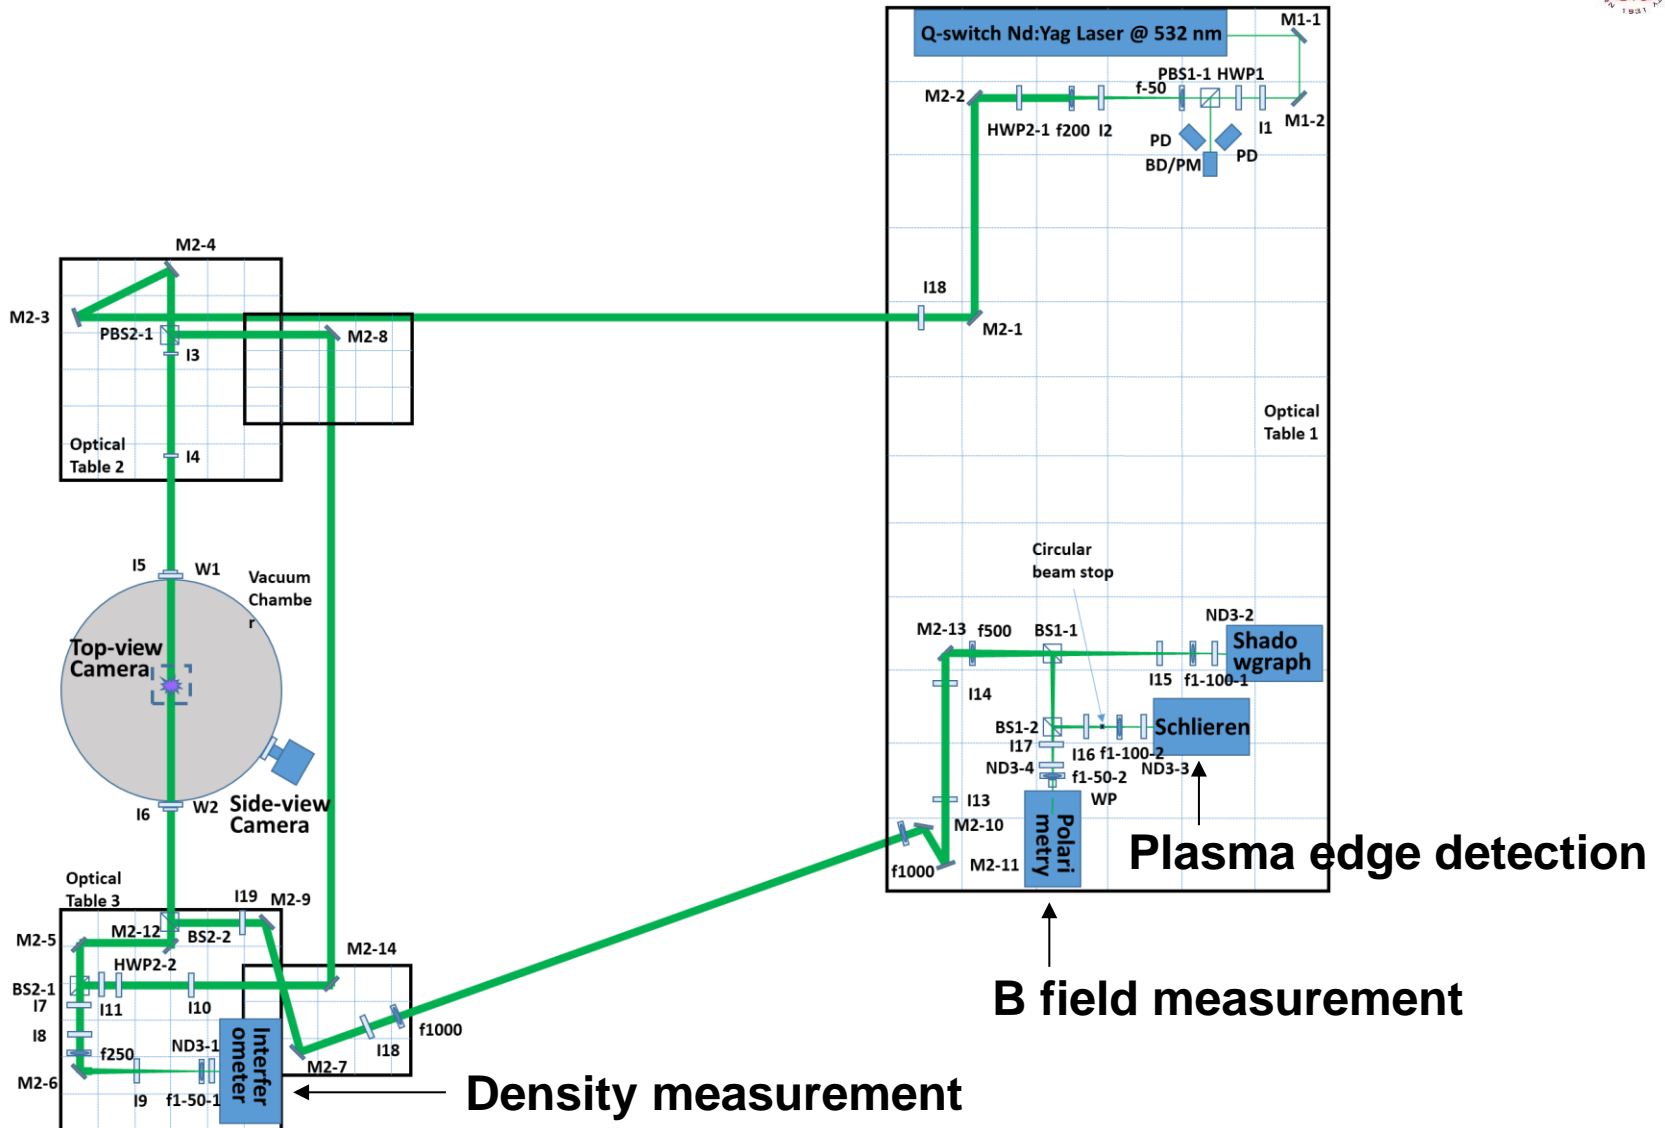 1931
Q-switch Nd:Yag Laser @ 532 nm
M1-1
PBS1-1 HWP1
f-50
M2-2
M1-2
HWP2-1 f200 I2
I1
PD
PD
BD/PM
M2-4
I18
M2-3
M2-1
PBS2-1
M2-8
I3
Optical
Table 1
Optical
Table 2
I4
Circular
beam stop
I5
W1
Vacuum
Chambe
r
ND3-2
M2-13
f500
BS1-1
Shado
wgraph
Top-view
Camera
I15
f1-100-1
I14
BS1-2
Schlieren
I17
I16 f1-100-2
ND3-4
ND3-3
f1-50-2
WP
I13
Side-view
Camera
W2
I6
M2-10
Polari
metry
M2-11
f1000
Plasma edge detection
Optical
Table 3
I19
M2-9
M2-12
BS2-2
M2-5
M2-14
HWP2-2
BS2-1
I7
I11
I10
B field measurement
I8
f1000
Interfer
ometer
ND3-1
f250
I18
M2-7
M2-6
I9
f1-50-1
Density measurement